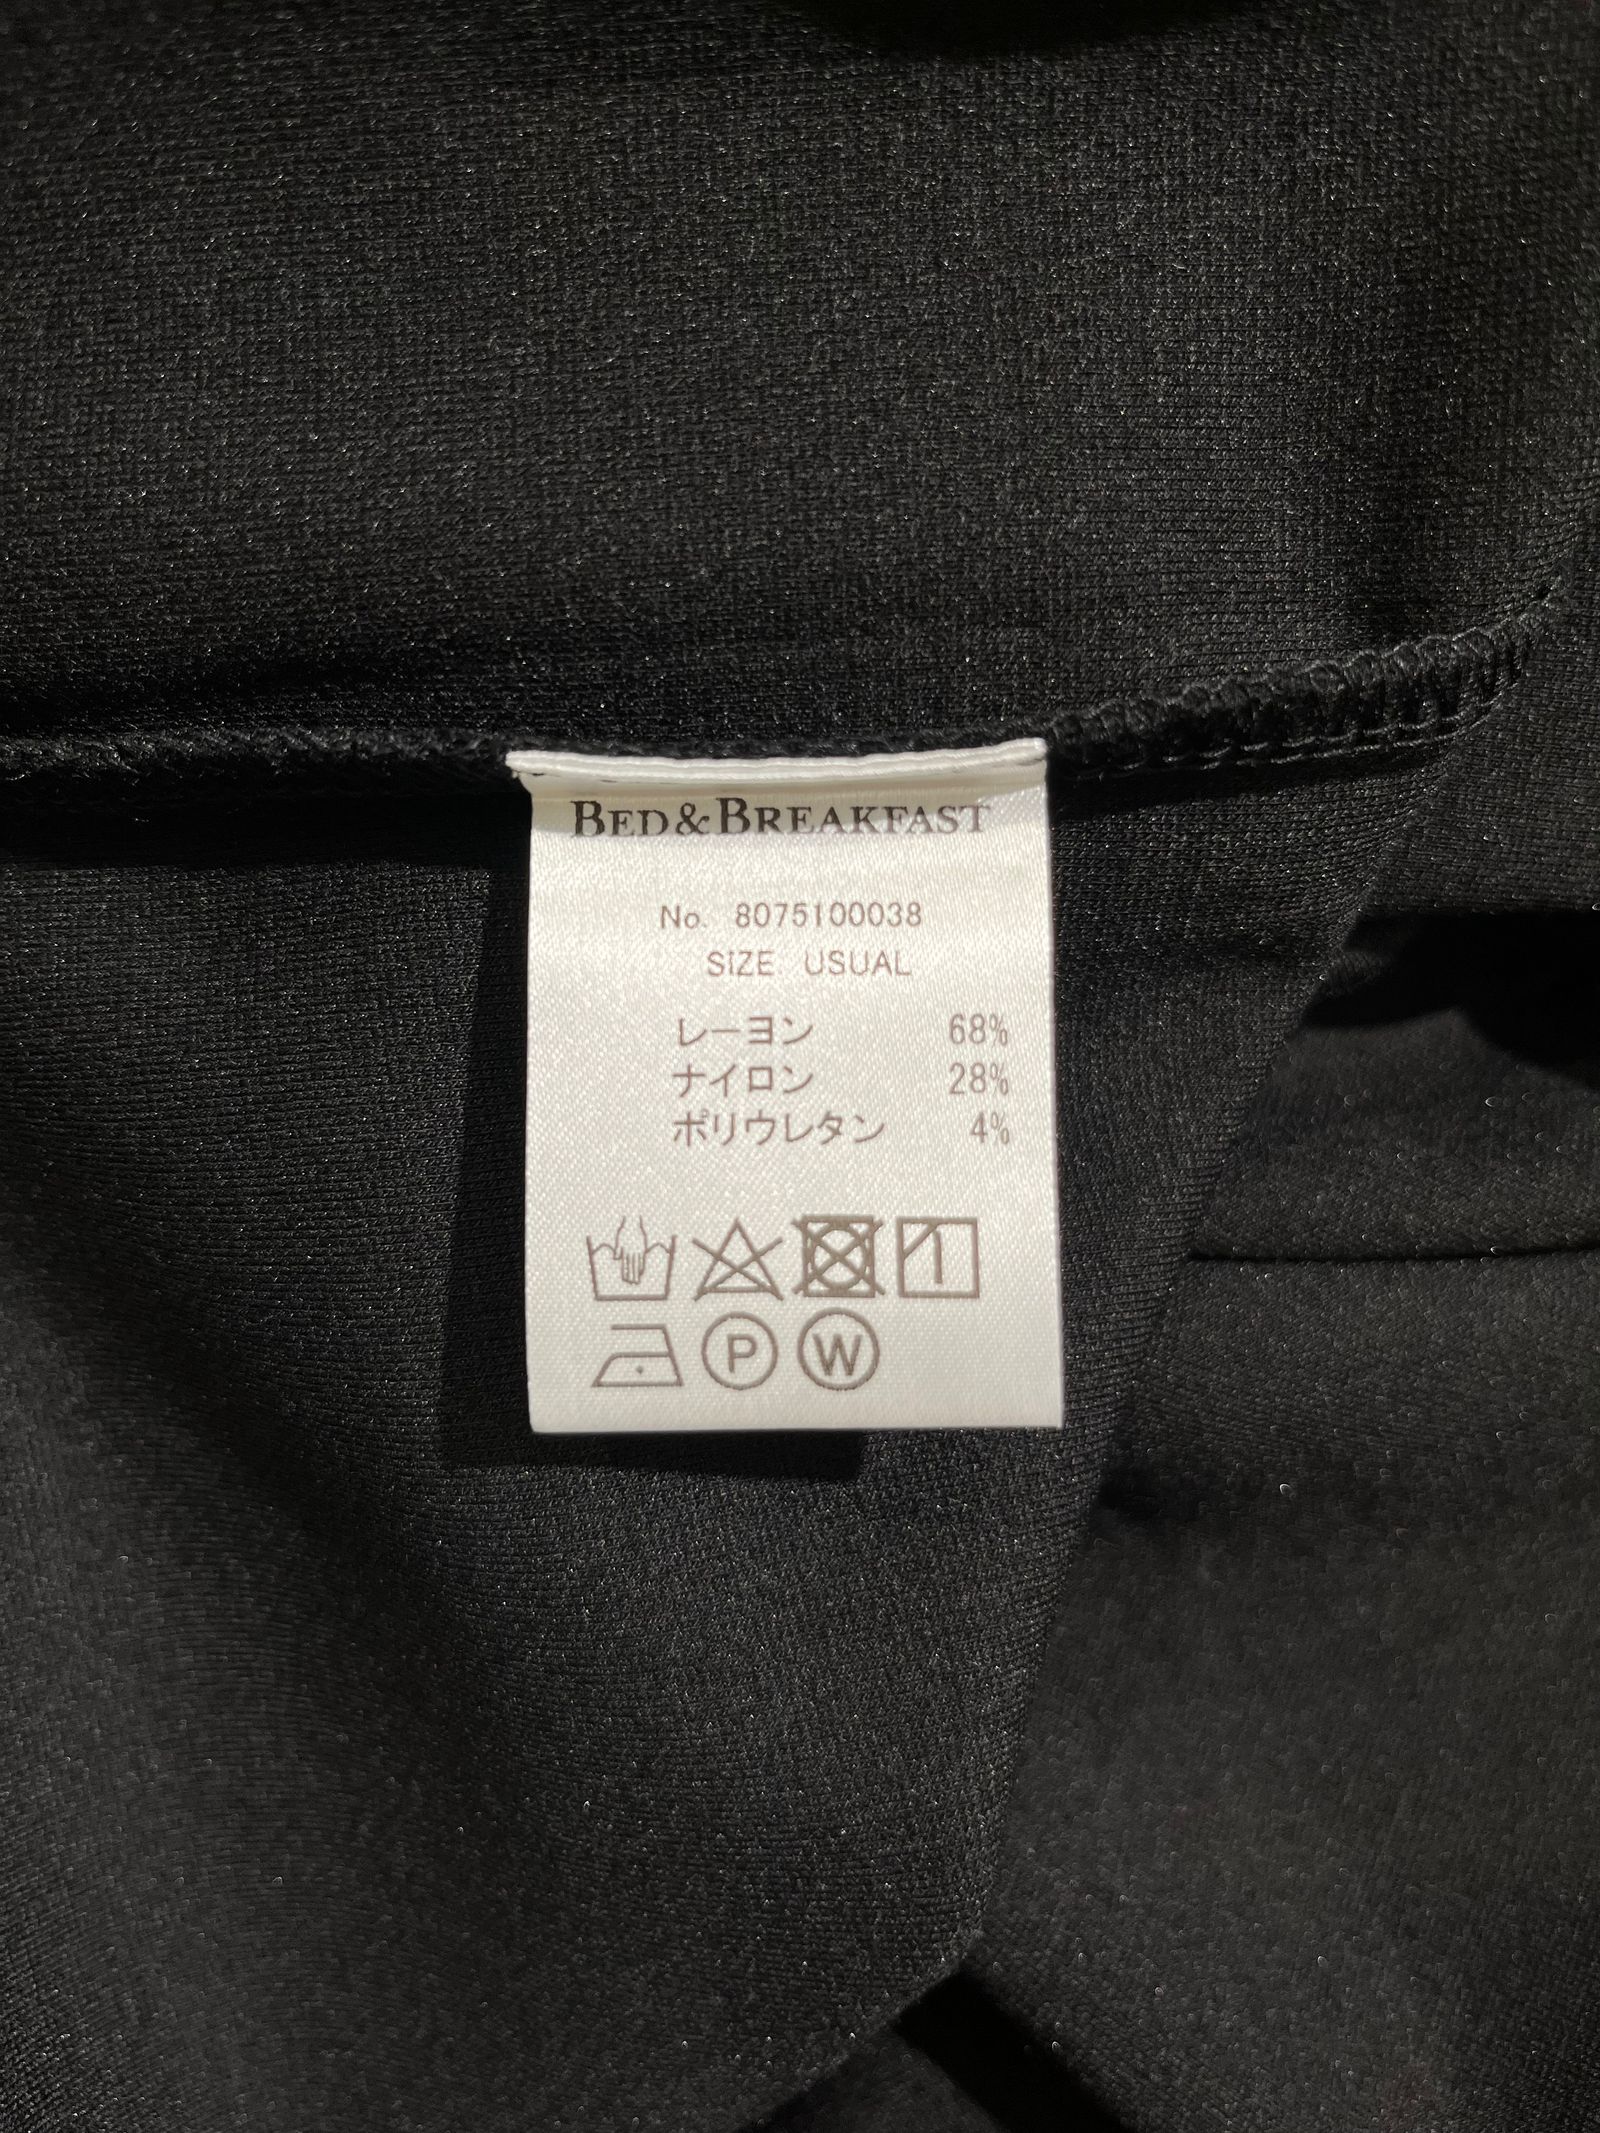 BED&BREAKFAST
No. 8075100038
SIZE USUAL
レーヨン 68%
ナイロン 28%
ポリウレタン 4%
P W